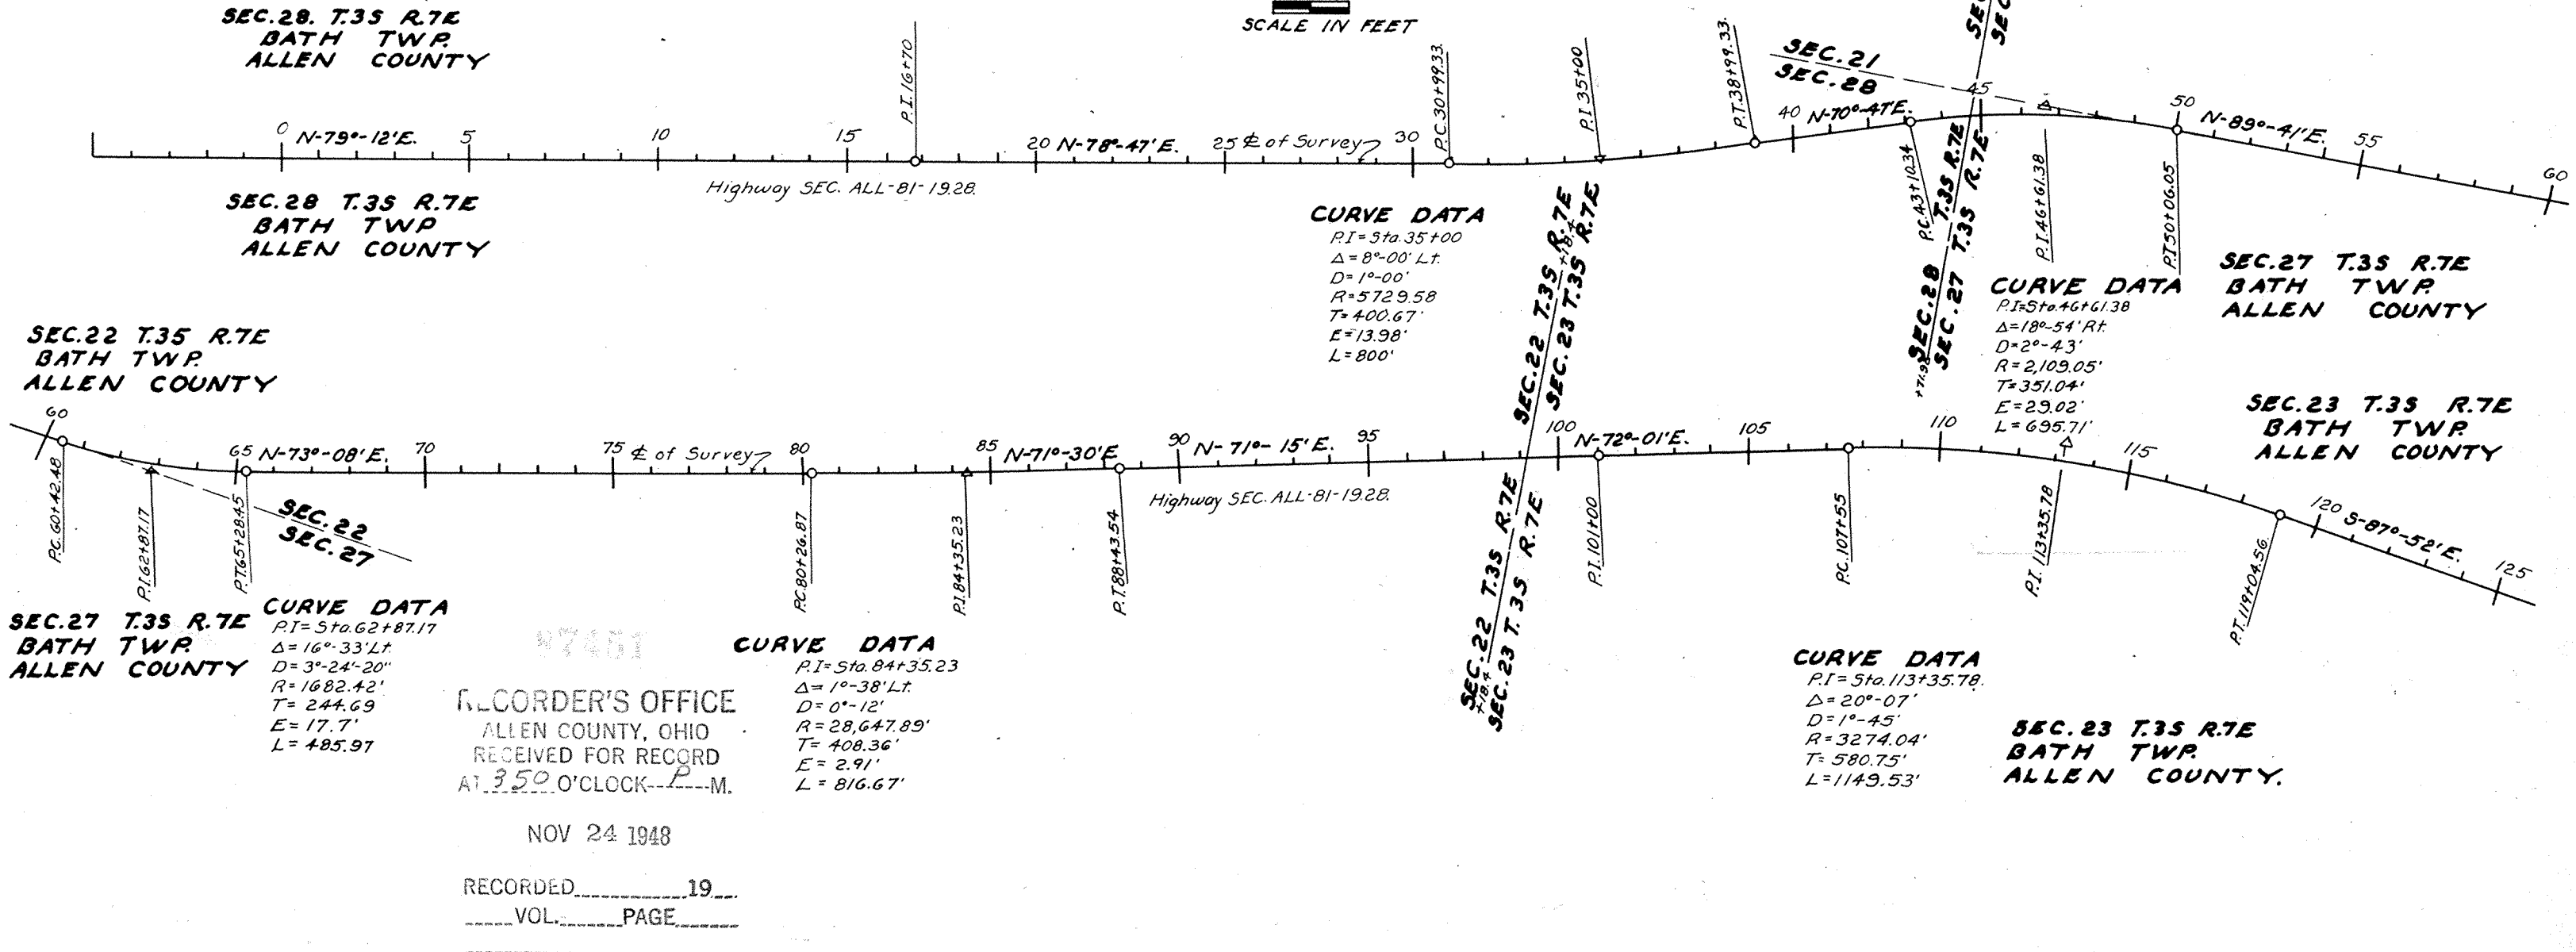 SEC.28. T.3S R.7E
BATH TWP.
ALLEN COUNTY
SCALE IN FEET
P.I.16+70
P.C.30+99.33
P.I.35+00
P.T.38+99.33
SEC.21
SEC.28
0 N-79°-12'E. 5 10 15 20 N-78°-47'E. 25 ℄ of Survey 30 40 N-70°-47'E. 45 50 N-89°-41'E. 55 60
Highway SEC. ALL-81-19.28.
SEC.28 T.3S R.7E
BATH TWP
ALLEN COUNTY
CURVE DATA
P.I=Sta.35+00
Δ=8°-00' Lt.
D=1°-00'
R=5729.58
T=400.67'
E=13.98'
L=800'
SEC.22 T.3S R.7E
+18.4
SEC.23 T.3S R.7E
P.C.43+10.34
SEC.28 T.3S R.7E
SEC.27 T.3S R.7E
+71.98
P.I.46+61.38
P.T.50+06.05
CURVE DATA
P.I=Sta.46+61.38
Δ=18°-54' Rt.
D=2°-43'
R=2,109.05'
T=351.04'
E=29.02'
L=695.71'
SEC.27 T.3S R.7E
BATH TWP.
ALLEN COUNTY
SEC.22 T.3S R.7E
BATH TWP.
ALLEN COUNTY
SEC.23 T.3S R.7E
BATH TWP.
ALLEN COUNTY
60 65 N-73°-08'E. 70 75 ℄ of Survey 80 85 N-71°-30'E 90 N-71°-15'E. 95 100 N-72°-01'E. 105 110 115 120 S-87°-52'E. 125
Highway SEC. ALL-81-19.28.
P.C.60+42.48
P.I.62+87.17
P.T.65+28.45
SEC.22
SEC.27
P.C.80+26.87
P.I.84+35.23
P.T.88+43.54
SEC.22 T.3S R.7E
+18.4
SEC.23 T.3S R.7E
P.I.101+00
P.C.107+55
P.I.113+35.78
P.T.119+04.56
SEC.27 T.3S R.7E
BATH TWP.
ALLEN COUNTY
CURVE DATA
P.I=Sta.62+87.17
Δ=16°-33' Lt.
D=3°-24'-20"
R=1682.42'
T=244.69
E=17.7'
L=485.97
87451
RECORDER'S OFFICE
ALLEN COUNTY, OHIO
RECEIVED FOR RECORD
AT 3.50 O'CLOCK P M.
NOV 24 1948
RECORDED 19
VOL. PAGE
CURVE DATA
P.I=Sta.84+35.23
Δ=1°-38' Lt.
D=0°-12'
R=28,647.89'
T=408.36'
E=2.91'
L=816.67'
CURVE DATA
P.I=Sta.113+35.78.
Δ=20°-07'
D=1°-45'
R=3274.04'
T=580.75'
L=1149.53'
SEC.23 T.3S R.7E
BATH TWP.
ALLEN COUNTY.